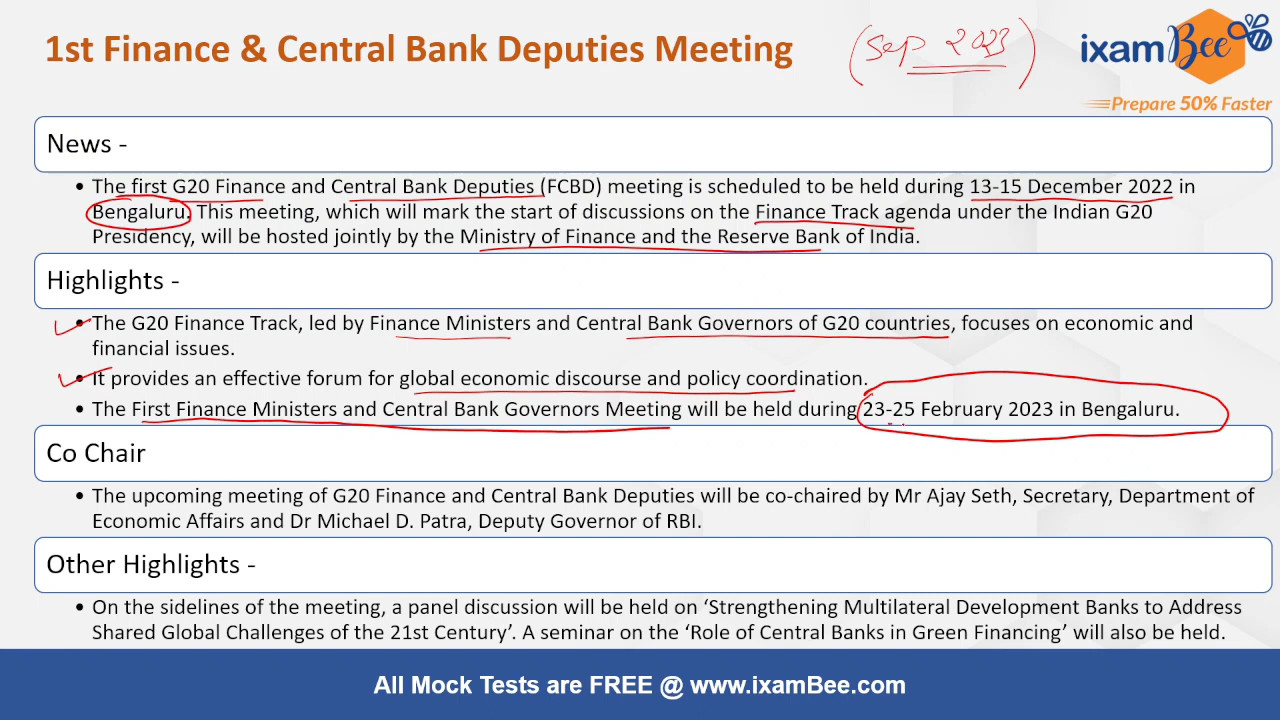 1st Finance & Central Bank Deputies Meeting
(Sep 2023)
ixamBee
Prepare 50% Faster
News -
• The first G20 Finance and Central Bank Deputies (FCBD) meeting is scheduled to be held during 13-15 December 2022 in
Bengaluru. This meeting, which will mark the start of discussions on the Finance Track agenda under the Indian G20
Presidency, will be hosted jointly by the Ministry of Finance and the Reserve Bank of India.
Highlights -
• The G20 Finance Track, led by Finance Ministers and Central Bank Governors of G20 countries, focuses on economic and
financial issues.
• It provides an effective forum for global economic discourse and policy coordination.
• The First Finance Ministers and Central Bank Governors Meeting will be held during 23-25 February 2023 in Bengaluru.
Co Chair
• The upcoming meeting of G20 Finance and Central Bank Deputies will be co-chaired by Mr Ajay Seth, Secretary, Department of
Economic Affairs and Dr Michael D. Patra, Deputy Governor of RBI.
Other Highlights -
• On the sidelines of the meeting, a panel discussion will be held on ‘Strengthening Multilateral Development Banks to Address
Shared Global Challenges of the 21st Century’. A seminar on the ‘Role of Central Banks in Green Financing’ will also be held.
All Mock Tests are FREE @ www.ixamBee.com